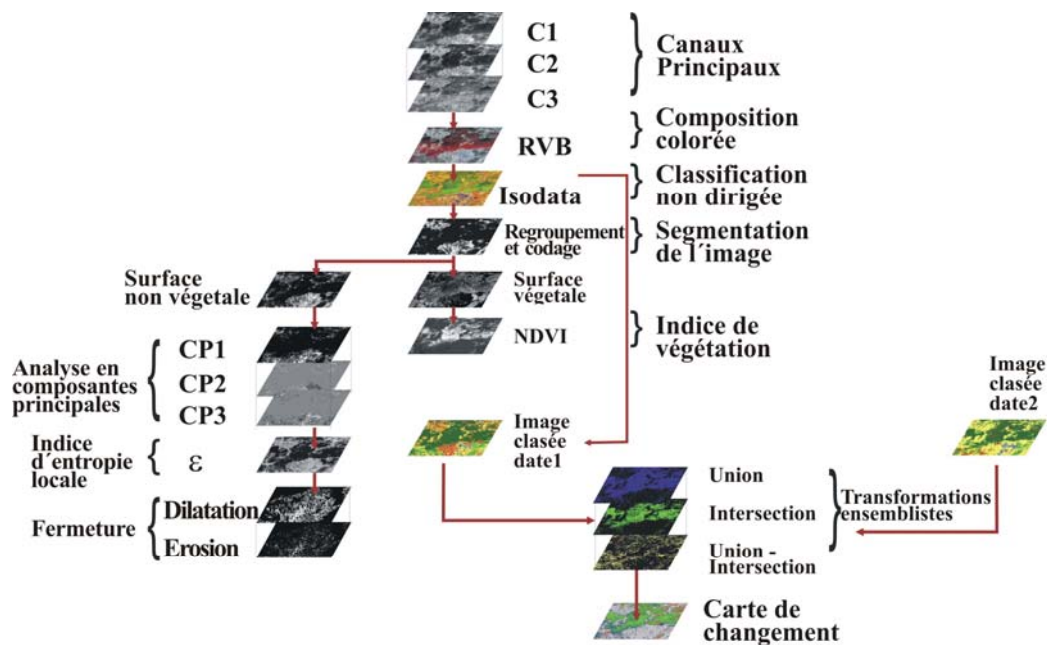 C1
C2
C3
Canaux
Principaux
RVB
Composition
colorée
Isodata
Classification
non dirigée
Regroupement
et codage
Segmentation
de l´image
Surface
non végetale
Surface
végetale
NDVI
Indice de
végétation
Analyse en
composantes
principales
CP1
CP2
CP3
Indice
d´entropie
locale
ε
Fermeture
Dilatation
Erosion
Image
clasée
date1
Image
clasée
date2
Union
Intersection
Union -
Intersection
Transformations
ensemblistes
Carte de
changement